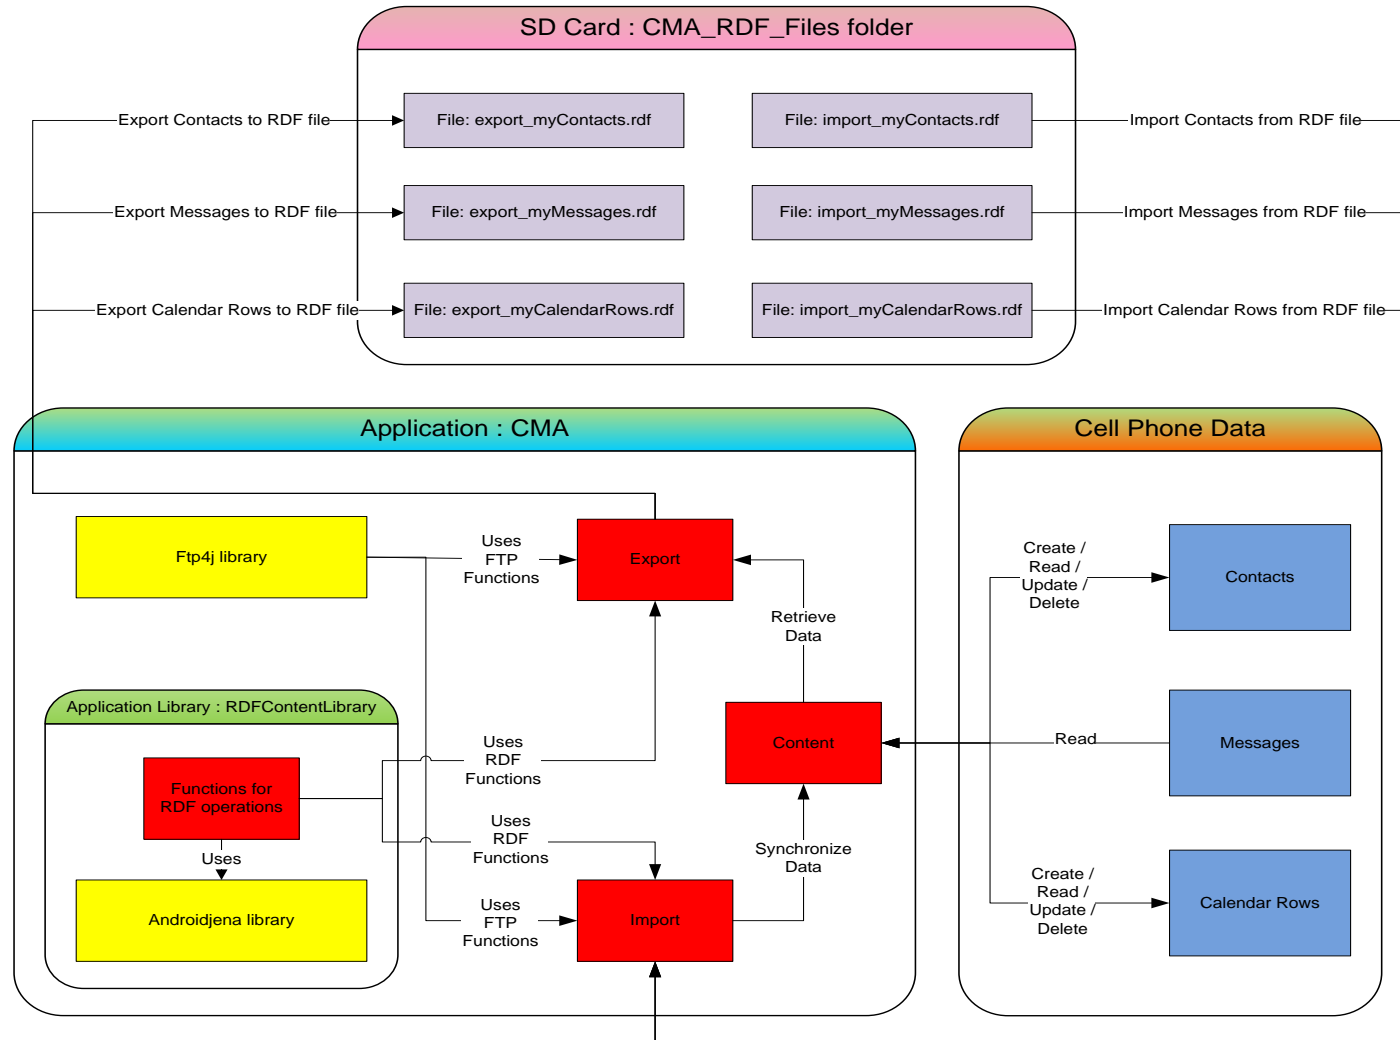 SD Card : CMA_RDF_Files folder
Export Contacts to RDF file
File: export_myContacts.rdf
File: import_myContacts.rdf
Import Contacts from RDF file
Export Messages to RDF file
File: export_myMessages.rdf
File: import_myMessages.rdf
Import Messages from RDF file
Export Calendar Rows to RDF file
File: export_myCalendarRows.rdf
File: import_myCalendarRows.rdf
Import Calendar Rows from RDF file
Application : CMA
Ftp4j library
Uses
FTP
Functions
Export
Retrieve
Data
Application Library : RDFContentLibrary
Functions for
RDF operations
Uses
Androidjena library
Uses
RDF
Functions
Uses
RDF
Functions
Content
Synchronize
Data
Uses
FTP
Functions
Import
Cell Phone Data
Create /
Read /
Update /
Delete
Contacts
Read
Messages
Create /
Read /
Update /
Delete
Calendar Rows